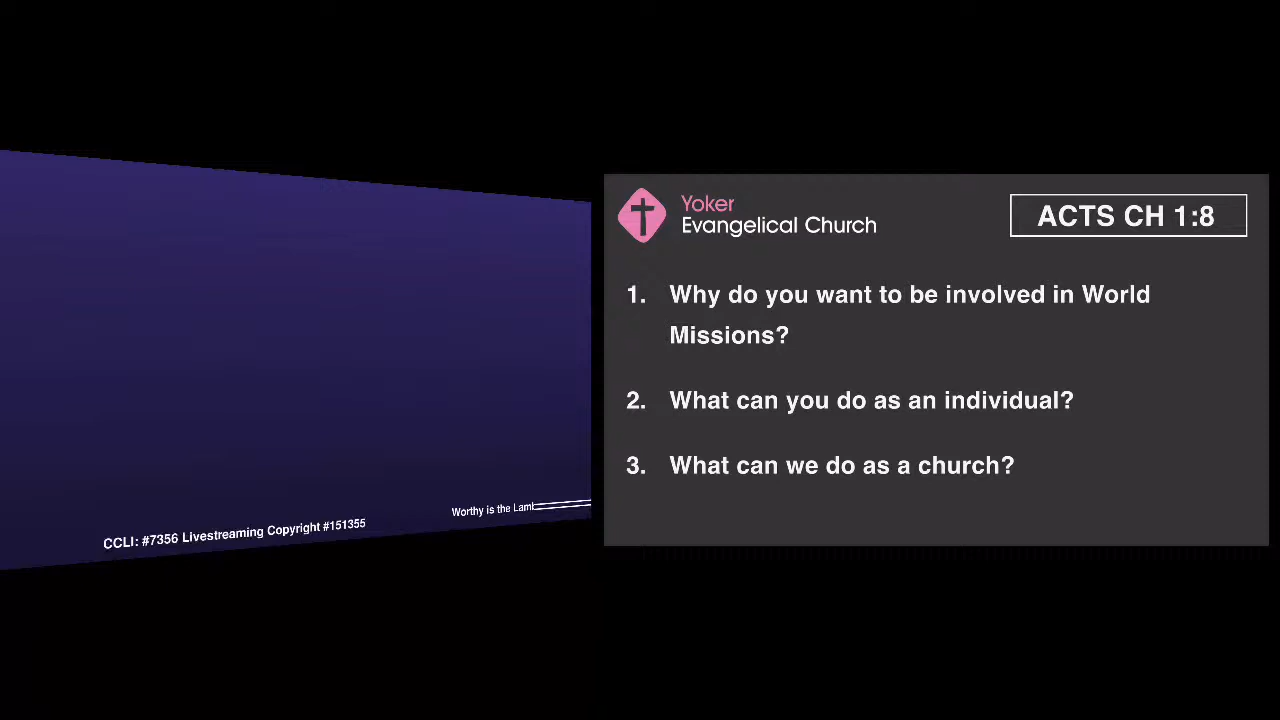 CCLI: #7356 Livestreaming Copyright #151355
Worthy is the Lamb
Yoker
Evangelical Church
ACTS CH 1:8
1. Why do you want to be involved in World
Missions?
2. What can you do as an individual?
3. What can we do as a church?